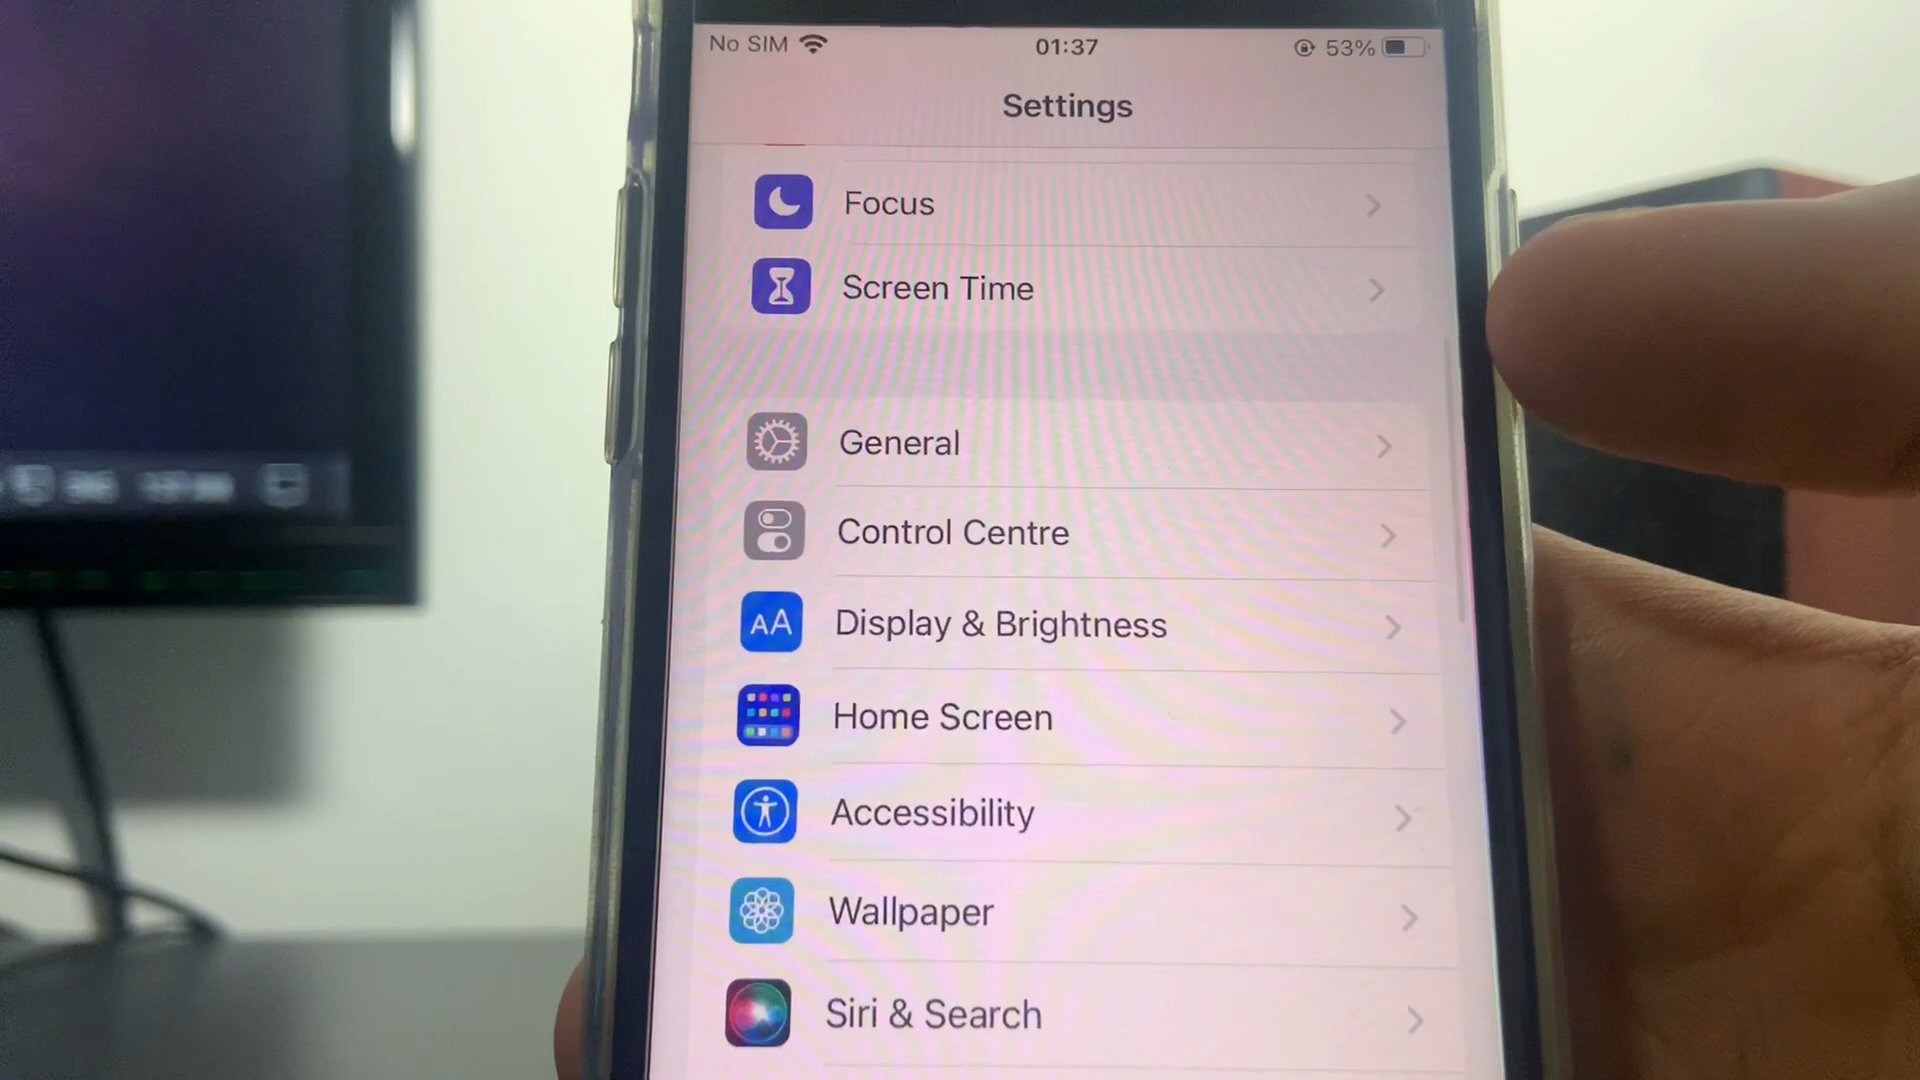 No SIM 01:37 53%
Settings
Focus
Screen Time
General
Control Centre
AA Display & Brightness
Home Screen
Accessibility
Wallpaper
Siri & Search